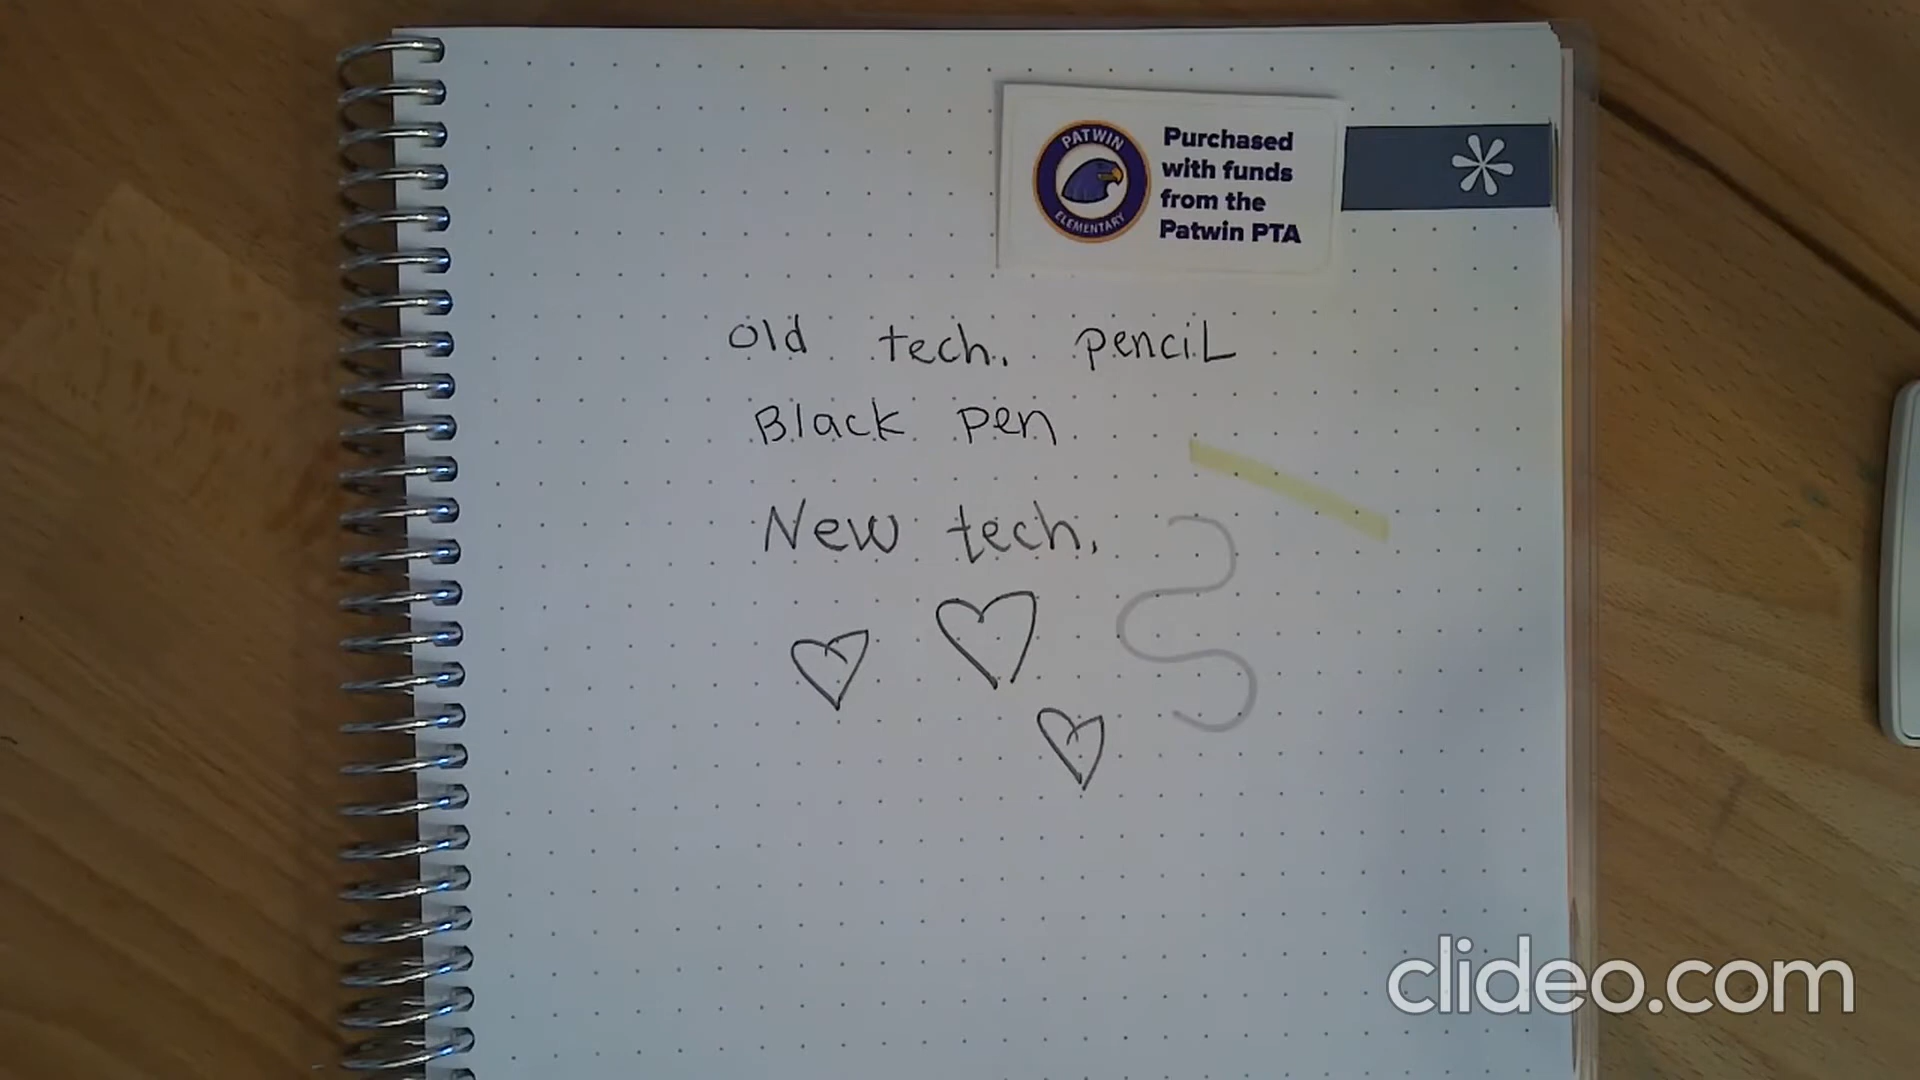 PATWIN
ELEMENTARY
Purchased
with funds
from the
Patwin PTA
old tech. penciL
Black pen
New tech.
clideo.com